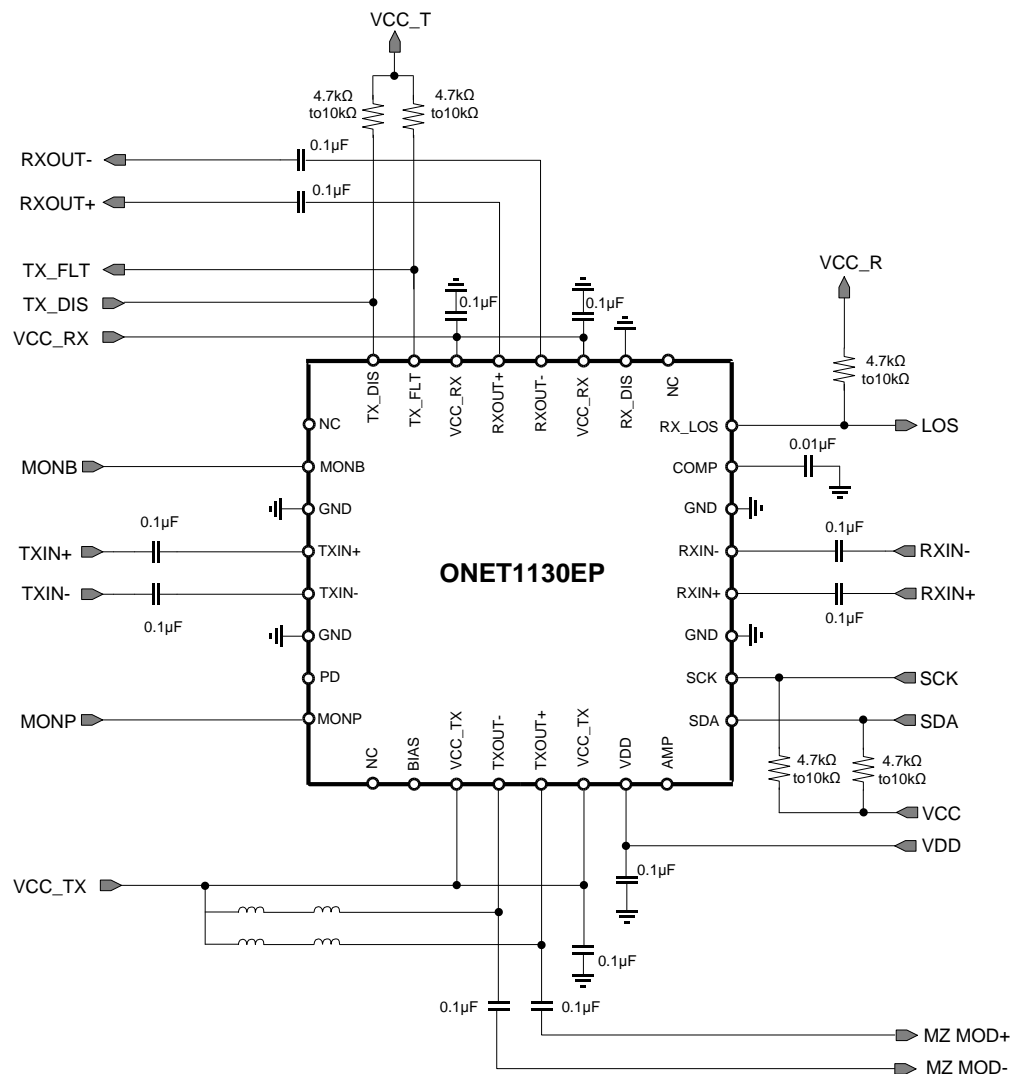 VCC_T
4.7kΩ
to10kΩ
4.7kΩ
to10kΩ
0.1µF
RXOUT-
0.1µF
RXOUT+
TX_FLT
VCC_R
TX_DIS
0.1µF
0.1µF
VCC_RX
4.7kΩ
to10kΩ
TX_DIS
TX_FLT
VCC_RX
RXOUT+
RXOUT-
VCC_RX
RX_DIS
NC
NC
RX_LOS
LOS
0.01µF
MONB
MONB
COMP
GND
GND
0.1µF
0.1µF
TXIN+
TXIN+
RXIN-
RXIN-
ONET1130EP
TXIN-
TXIN-
RXIN+
RXIN+
0.1µF
0.1µF
GND
GND
PD
SCK
SCK
MONP
MONP
SDA
SDA
NC
BIAS
VCC_TX
TXOUT-
TXOUT+
VCC_TX
VDD
AMP
4.7kΩ
to10kΩ
4.7kΩ
to10kΩ
VCC
VDD
0.1µF
VCC_TX
0.1µF
0.1µF
0.1µF
MZ MOD+
MZ MOD-